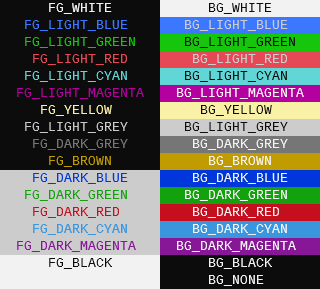 FG_WHITE BG_WHITE
FG_LIGHT_BLUE BG_LIGHT_BLUE
FG_LIGHT_GREEN BG_LIGHT_GREEN
FG_LIGHT_RED BG_LIGHT_RED
FG_LIGHT_CYAN BG_LIGHT_CYAN
FG_LIGHT_MAGENTA BG_LIGHT_MAGENTA
FG_YELLOW BG_YELLOW
FG_LIGHT_GREY BG_LIGHT_GREY
FG_DARK_GREY BG_DARK_GREY
FG_BROWN BG_BROWN
FG_DARK_BLUE BG_DARK_BLUE
FG_DARK_GREEN BG_DARK_GREEN
FG_DARK_RED BG_DARK_RED
FG_DARK_CYAN BG_DARK_CYAN
FG_DARK_MAGENTA BG_DARK_MAGENTA
FG_BLACK BG_BLACK
BG_NONE